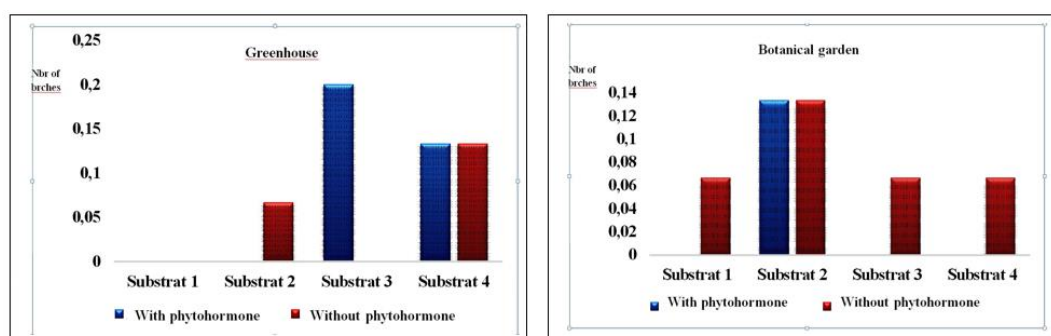 Greenhouse
Nbr of
brches
0,25
0,2
0,15
0,1
0,05
0
Substrat 1 Substrat 2 Substrat 3 Substrat 4
With phytohormone Without phytohormone
Botanical garden
Nbr of
brches
0,14
0,12
0,1
0,08
0,06
0,04
0,02
0
Substrat 1 Substrat 2 Substrat 3 Substrat 4
With phytohormone Without phytohormone